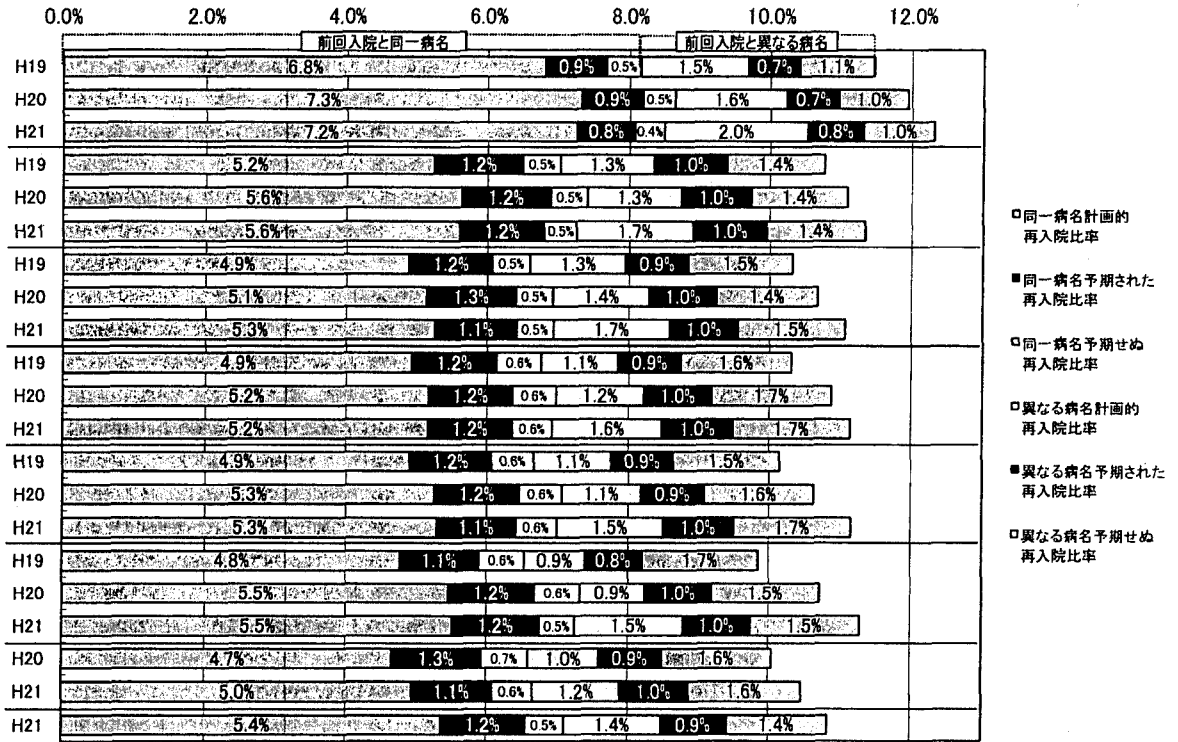 0.0% 2.0% 4.0% 6.0% 8.0% 10.0% 12.0%
前回入院と同一病名 前回入院と異なる病名
H19 6.8% 0.9% 0.5% 1.5% 0.7% 1.1%
H20 7.3% 0.9% 0.5% 1.6% 0.7% 1.0%
H21 7.2% 0.8% 0.4% 2.0% 0.8% 1.0%
H19 5.2% 1.2% 0.5% 1.3% 1.0% 1.4%
H20 5.6% 1.2% 0.5% 1.3% 1.0% 1.4%
H21 5.6% 1.2% 0.5% 1.7% 1.0% 1.4%
H19 4.9% 1.2% 0.5% 1.3% 0.9% 1.5%
H20 5.1% 1.3% 0.5% 1.4% 1.0% 1.4%
H21 5.3% 1.1% 0.5% 1.7% 1.0% 1.5%
H19 4.9% 1.2% 0.6% 1.1% 0.9% 1.6%
H20 5.2% 1.2% 0.6% 1.2% 1.0% 1.7%
H21 5.2% 1.2% 0.6% 1.6% 1.0% 1.7%
H19 4.9% 1.2% 0.6% 1.1% 0.9% 1.5%
H20 5.3% 1.2% 0.6% 1.1% 0.9% 1.6%
H21 5.3% 1.1% 0.6% 1.5% 1.0% 1.7%
H19 4.8% 1.1% 0.6% 0.9% 0.8% 1.7%
H20 5.5% 1.2% 0.6% 0.9% 1.0% 1.5%
H21 5.5% 1.2% 0.5% 1.5% 1.0% 1.5%
H20 4.7% 1.3% 0.7% 1.0% 0.9% 1.6%
H21 5.0% 1.1% 0.6% 1.2% 1.0% 1.6%
H21 5.4% 1.2% 0.5% 1.4% 0.9% 1.4%
同一病名計画的
再入院比率
同一病名予期された
再入院比率
同一病名予期せぬ
再入院比率
異なる病名計画的
再入院比率
異なる病名予期された
再入院比率
異なる病名予期せぬ
再入院比率